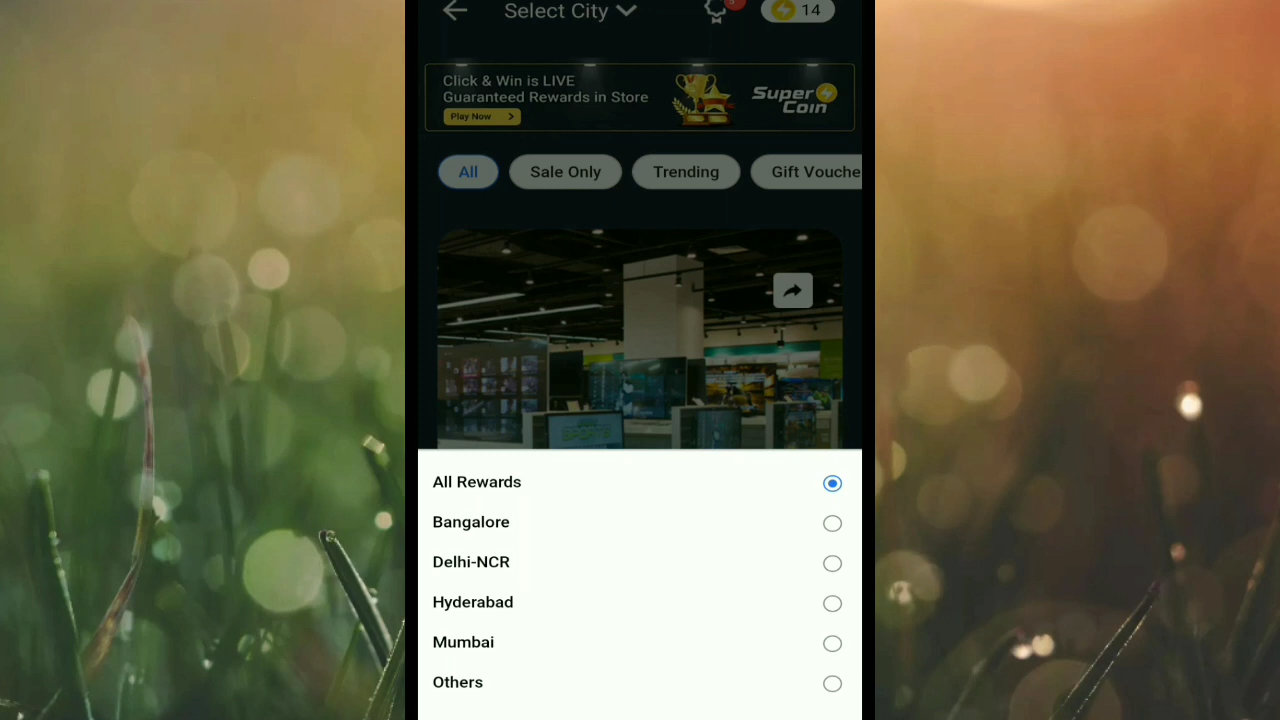 Select City
5
14
Click & Win is LIVE
Guaranteed Rewards in Store
Play Now
Super
Coin
All
Sale Only
Trending
Gift Vouche
All Rewards
Bangalore
Delhi-NCR
Hyderabad
Mumbai
Others